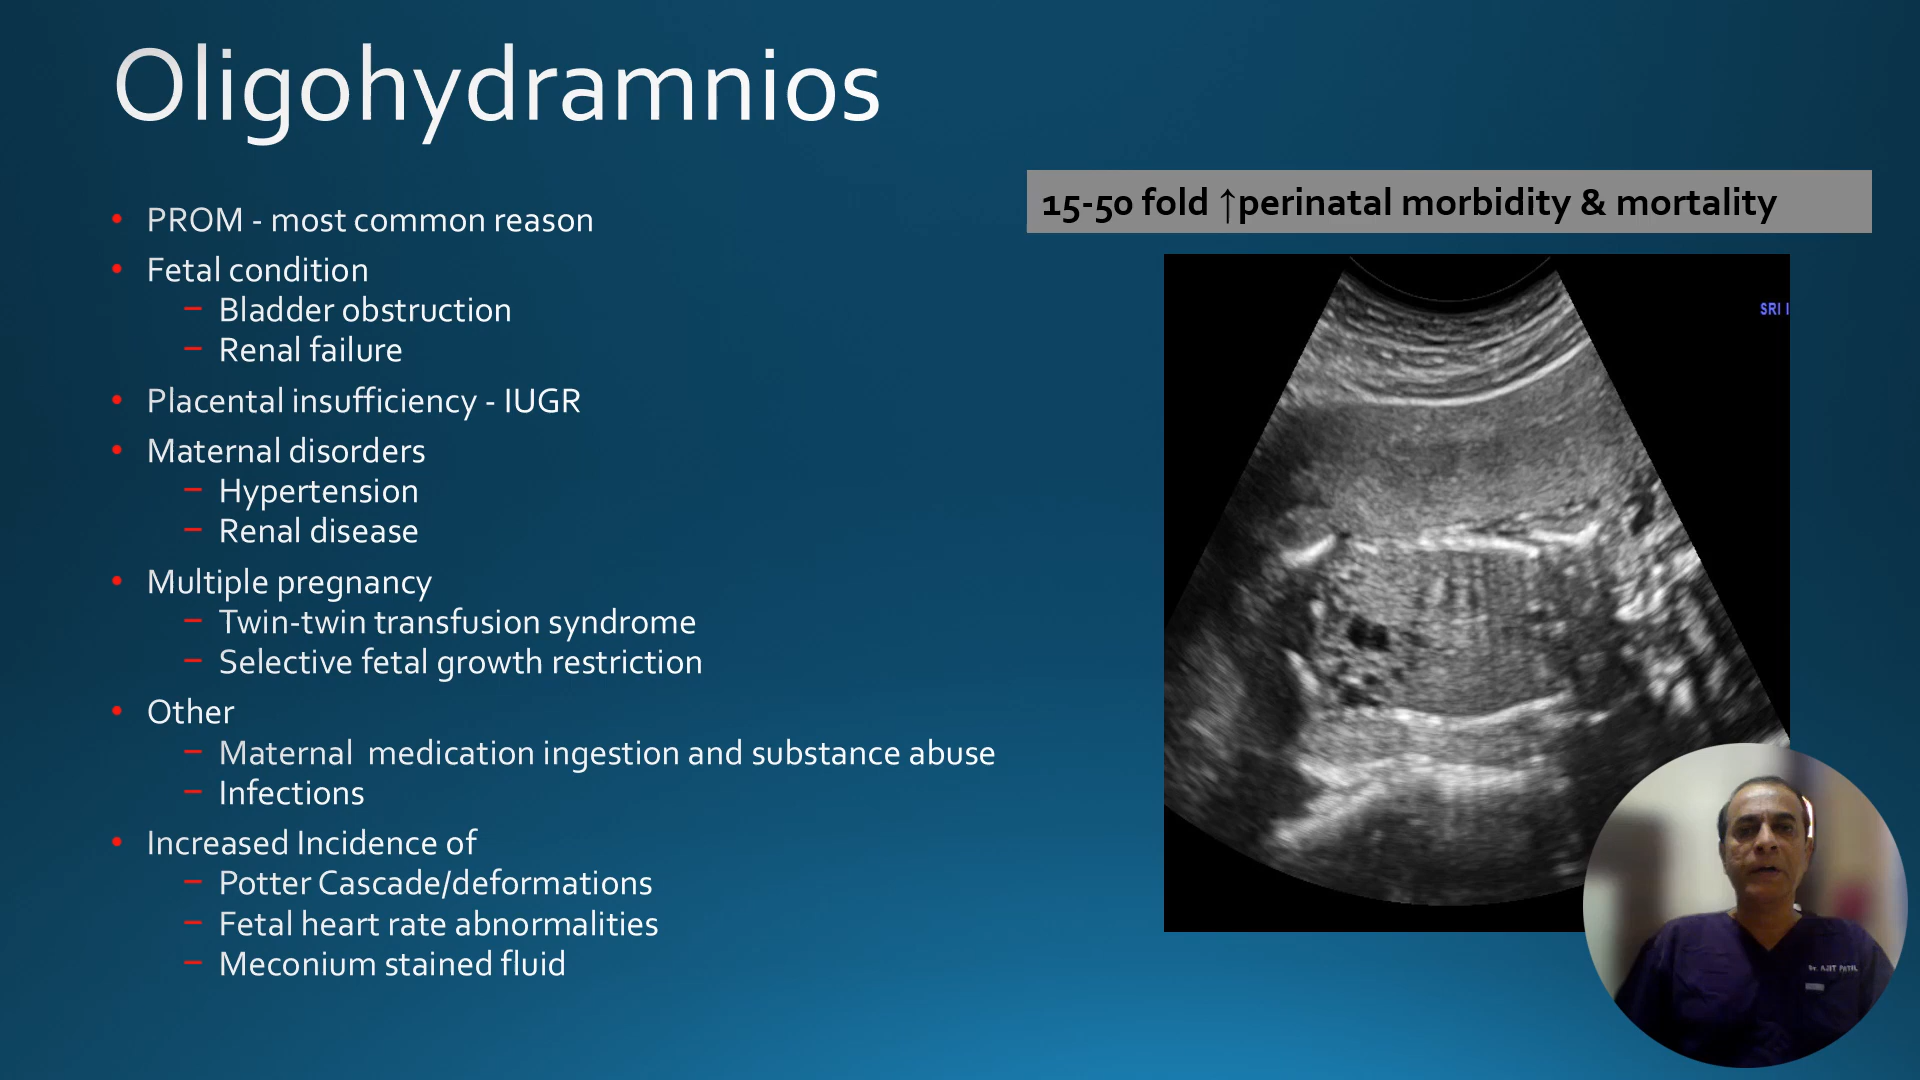 Oligohydramnios
15-50 fold ↑perinatal morbidity & mortality
• PROM - most common reason
• Fetal condition
– Bladder obstruction
– Renal failure
• Placental insufficiency - IUGR
• Maternal disorders
– Hypertension
– Renal disease
• Multiple pregnancy
– Twin-twin transfusion syndrome
– Selective fetal growth restriction
• Other
– Maternal  medication ingestion and substance abuse
– Infections
• Increased Incidence of
– Potter Cascade/deformations
– Fetal heart rate abnormalities
– Meconium stained fluid
SRI I
Dr. AJIT PATIL